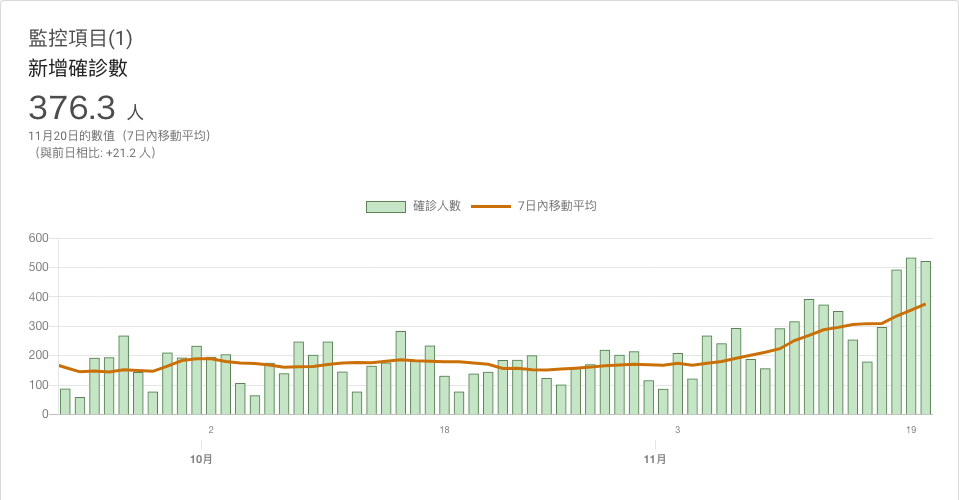 監控項目(1)
新增確診數
376.3 人
11月20日的數值（7日內移動平均）
（與前日相比: +21.2 人）
確診人數 7日內移動平均
600
500
400
300
200
100
0
2 18 3 19
10月 11月